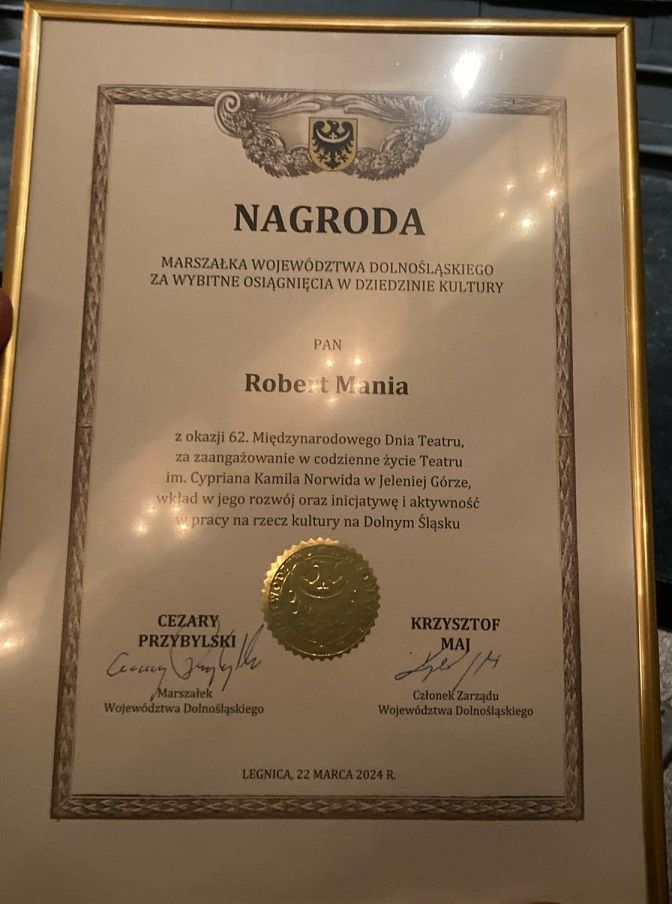 NAGRODA
MARSZAŁKA WOJEWÓDZTWA DOLNOŚLĄSKIEGO
ZA WYBITNE OSIĄGNIĘCIA W DZIEDZINIE KULTURY
PAN
Robert Mania
z okazji 62. Międzynarodowego Dnia Teatru,
za zaangażowanie w codzienne życie Teatru
im. Cypriana Kamila Norwida w Jeleniej Górze,
wkład w jego rozwój oraz inicjatywę i aktywność
w pracy na rzecz kultury na Dolnym Śląsku
CEZARY
PRZYBYLSKI
Marszałek
Województwa Dolnośląskiego
KRZYSZTOF
MAJ
Członek Zarządu
Województwa Dolnośląskiego
LEGNICA, 22 MARCA 2024 R.